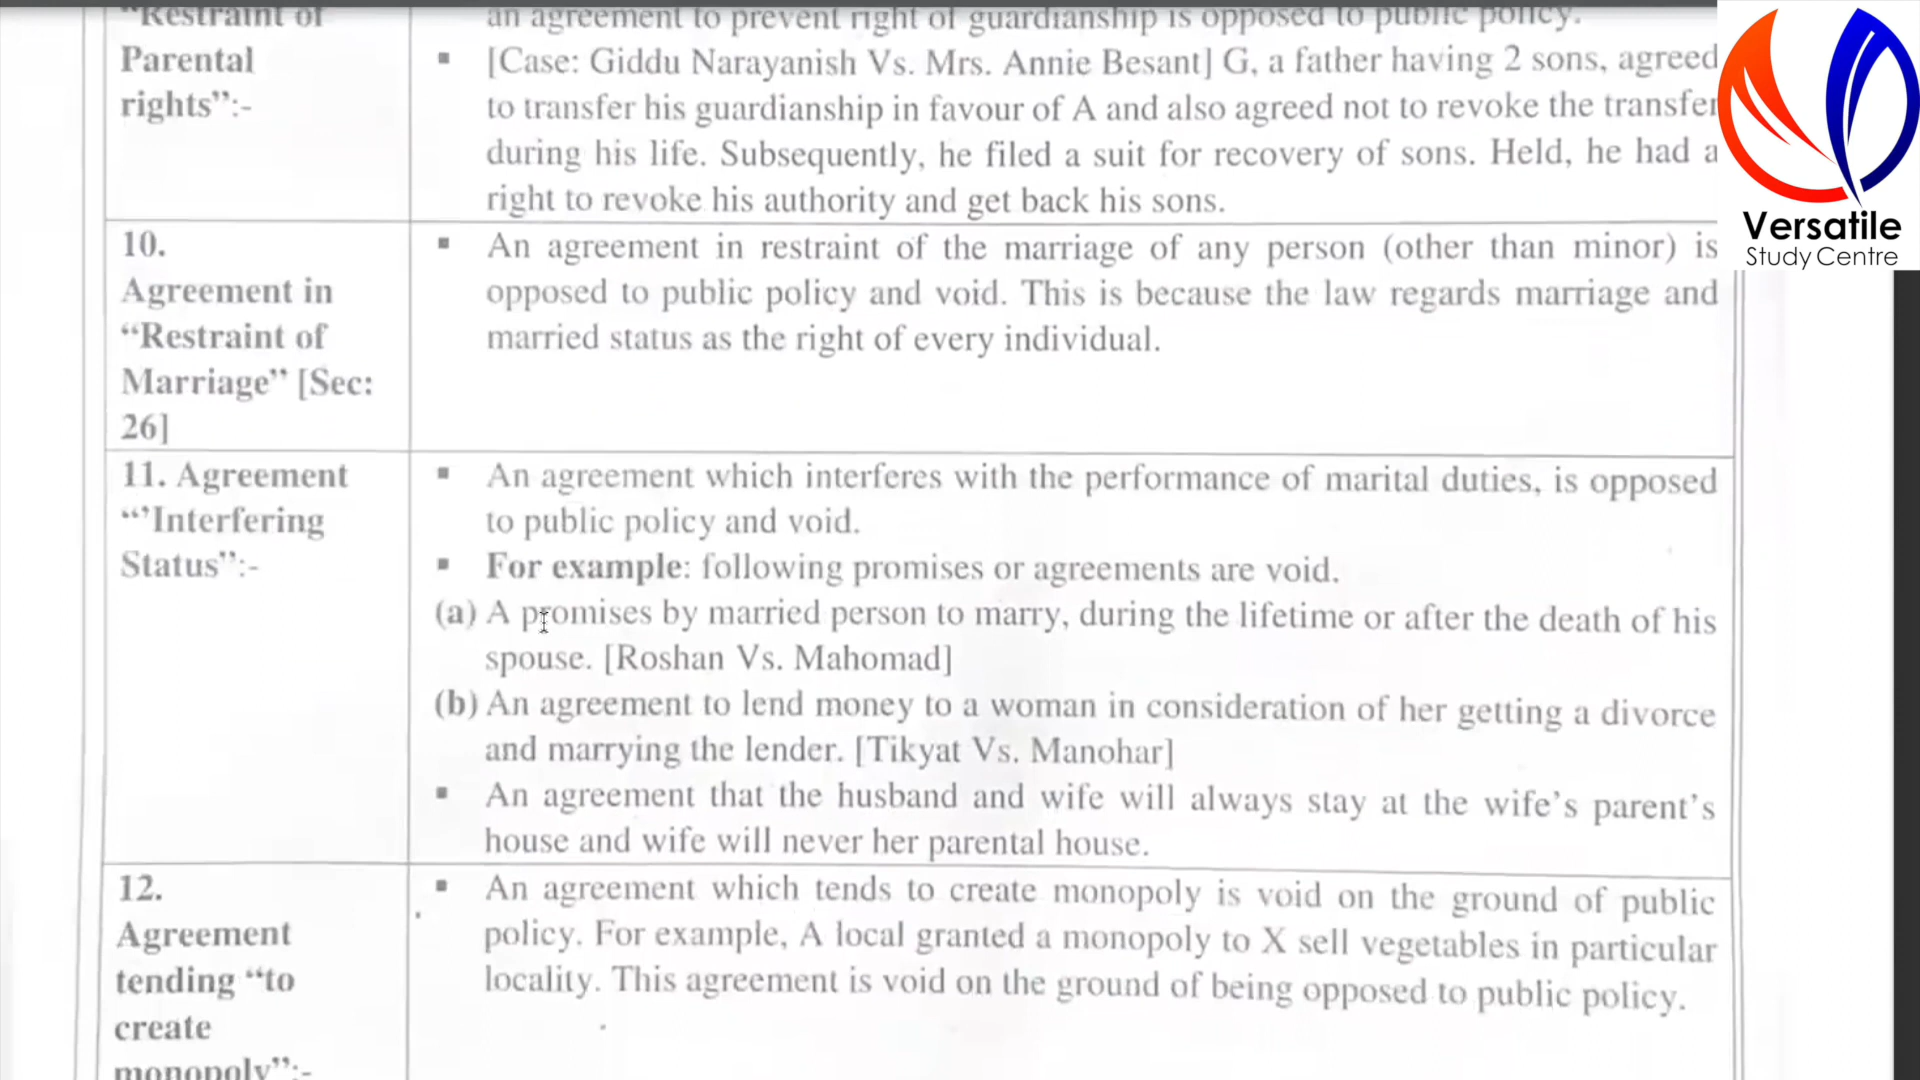 "Restraint of
Parental
rights":-
an agreement to prevent right of guardianship is opposed to public policy.
▪ [Case: Giddu Narayanish Vs. Mrs. Annie Besant] G, a father having 2 sons, agreed
to transfer his guardianship in favour of A and also agreed not to revoke the transfer
during his life. Subsequently, he filed a suit for recovery of sons. Held, he had a
right to revoke his authority and get back his sons.
10.
Agreement in
"Restraint of
Marriage" [Sec:
26]
▪ An agreement in restraint of the marriage of any person (other than minor) is
opposed to public policy and void. This is because the law regards marriage and
married status as the right of every individual.
11. Agreement
"'Interfering
Status":-
▪ An agreement which interferes with the performance of marital duties, is opposed
to public policy and void.
▪ For example: following promises or agreements are void.
(a) A promises by married person to marry, during the lifetime or after the death of his
spouse. [Roshan Vs. Mahomad]
(b) An agreement to lend money to a woman in consideration of her getting a divorce
and marrying the lender. [Tikyat Vs. Manohar]
▪ An agreement that the husband and wife will always stay at the wife's parent's
house and wife will never her parental house.
12.
Agreement
tending "to
create
monopoly":-
▪ An agreement which tends to create monopoly is void on the ground of public
policy. For example, A local granted a monopoly to X sell vegetables in particular
locality. This agreement is void on the ground of being opposed to public policy.
Versatile
Study Centre